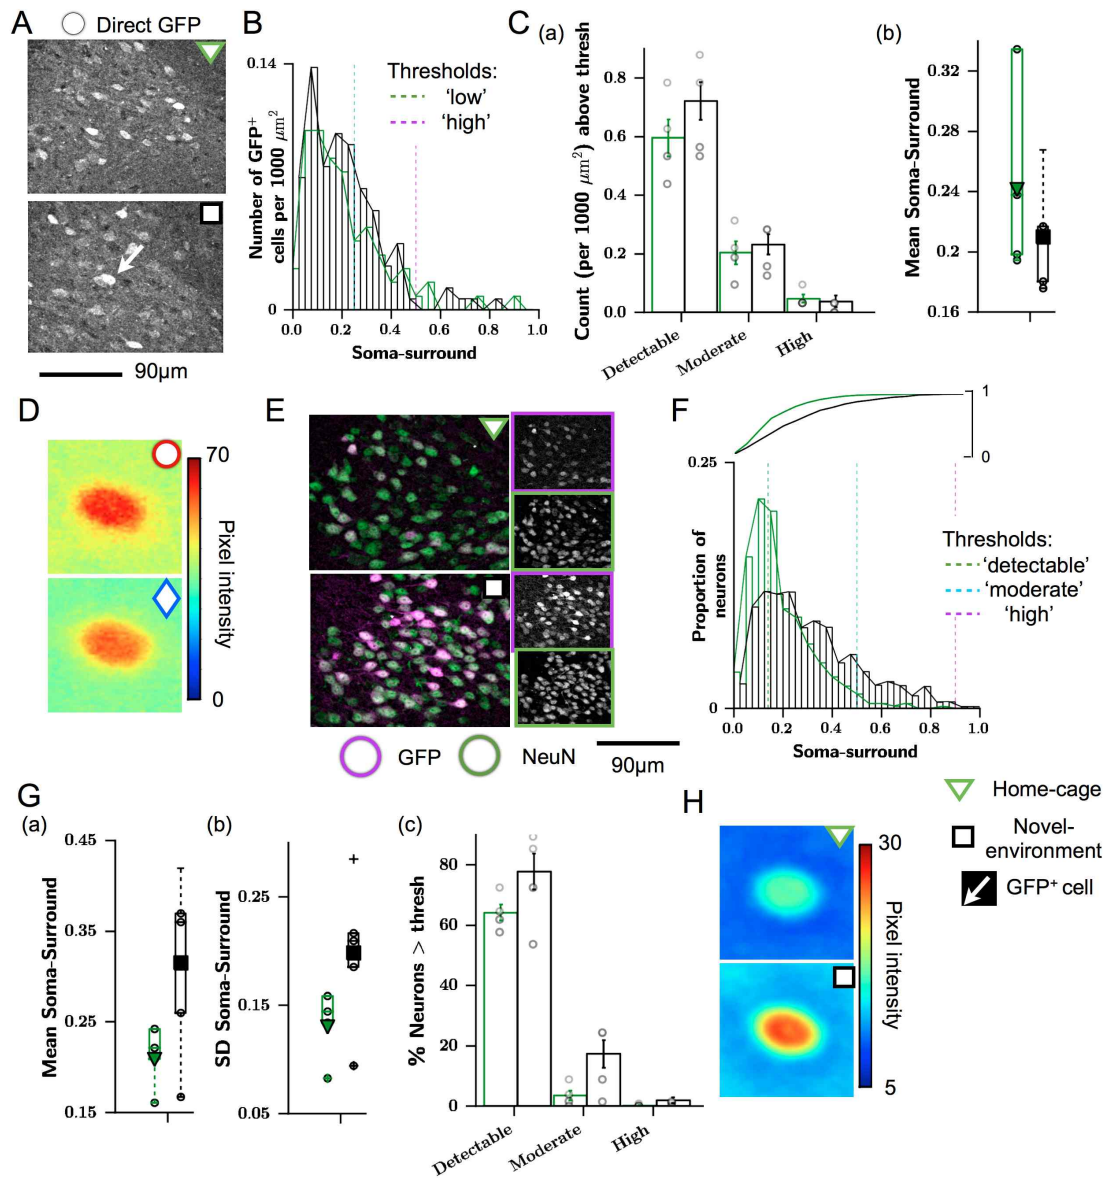 A
Direct GFP
90µm
B
0.14
0
Number of GFP+
cells per 1000 µm²
Thresholds:
'low'
'high'
0.0 0.2 0.4 0.6 0.8 1.0
Soma-surround
C
(a)
Count (per 1000 µm²) above thresh
0.8
0.6
0.4
0.2
0.0
Detectable
Moderate
High
(b)
Mean Soma-Surround
0.32
0.28
0.24
0.2
0.16
D
70
Pixel intensity
0
E
GFP
NeuN
90µm
F
1
0
0.25
0
Proportion of
neurons
Thresholds:
'detectable'
'moderate'
'high'
0.0 0.2 0.4 0.6 0.8 1.0
Soma-surround
G
(a)
Mean Soma-Surround
0.45
0.35
0.25
0.15
(b)
SD Soma-Surround
0.25
0.15
0.05
(c)
% Neurons > thresh
80
60
40
20
0
Detectable
Moderate
High
H
30
Pixel intensity
5
Home-cage
Novel-
environment
GFP+ cell